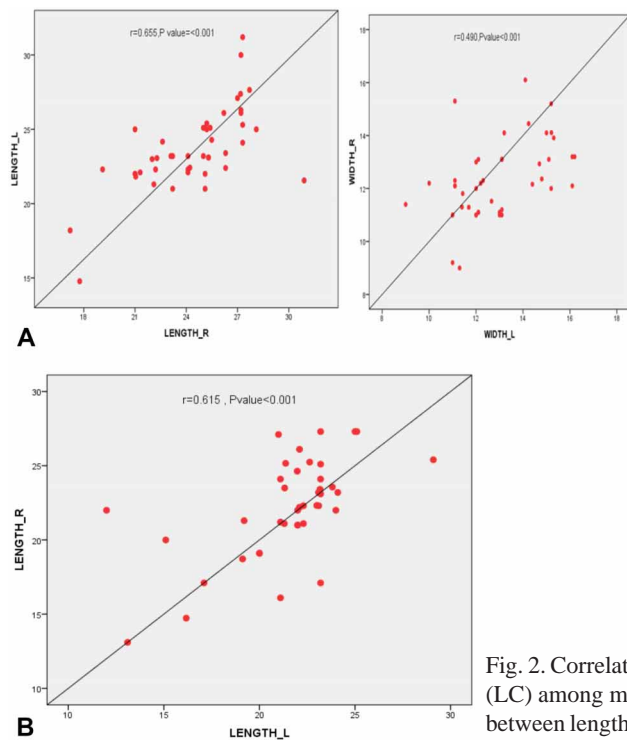 r=0.655,P value=<0.001
LENGTH_L
30
25
20
15
18
21
24
27
30
LENGTH_R
A
r=0.490,Pvalue<0.001
WIDTH_R
18
16
14
12
10
8
8
10
12
14
16
18
WIDTH_L
r=0.615 , Pvalue<0.001
LENGTH_R
30
25
20
15
10
10
15
20
25
30
LENGTH_L
B
Fig. 2. Correlat
(LC) among m
between length